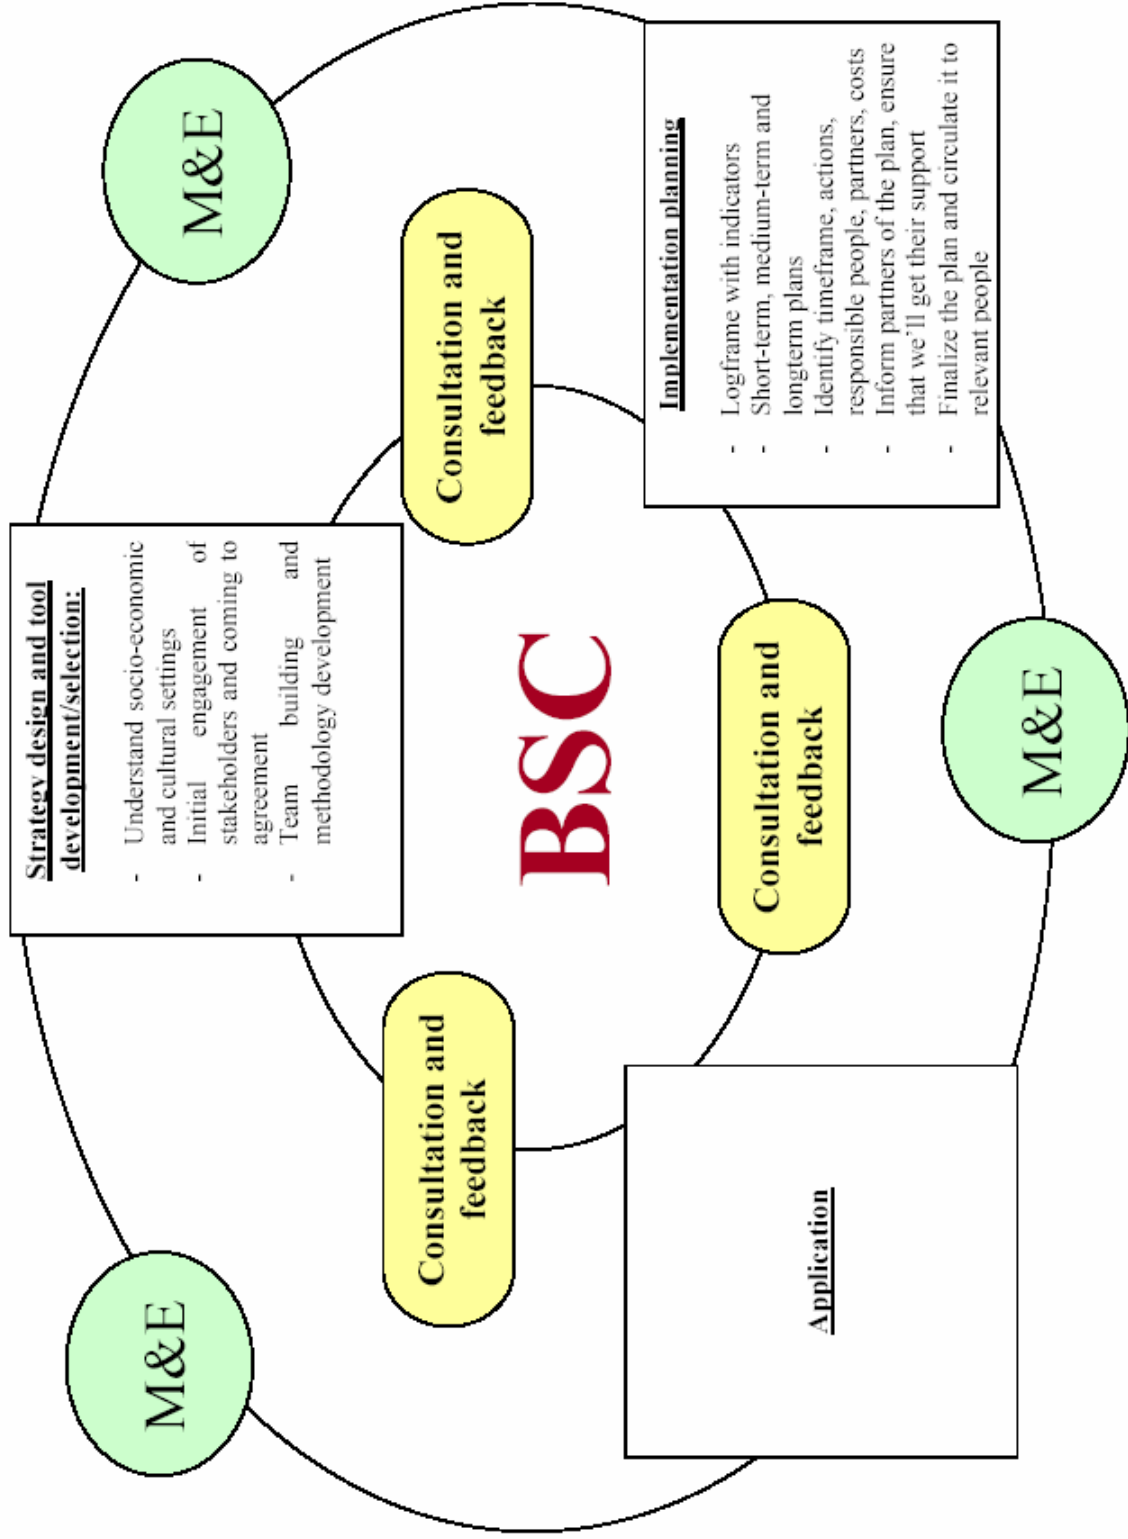 Strategy design and tool
development/selection:
- Understand socio-economic
and cultural settings
- Initial engagement of
stakeholders and coming to
agreement
- Team building and
methodology development
M&E
M&E
Consultation and
feedback
Consultation and
feedback
BSC
Consultation and
feedback
Application
Implementation planning
- Logframe with indicators
- Short-term, medium-term and
longterm plans
- Identify timeframe, actions,
responsible people, partners, costs
- Inform partners of the plan, ensure
that we'll get their support
- Finalize the plan and circulate it to
relevant people
M&E